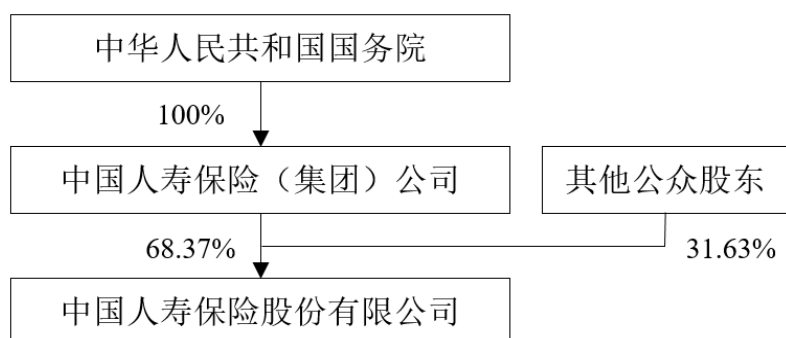 中华人民共和国国务院
100%
中国人寿保险（集团）公司
其他公众股东
68.37%
31.63%
中国人寿保险股份有限公司